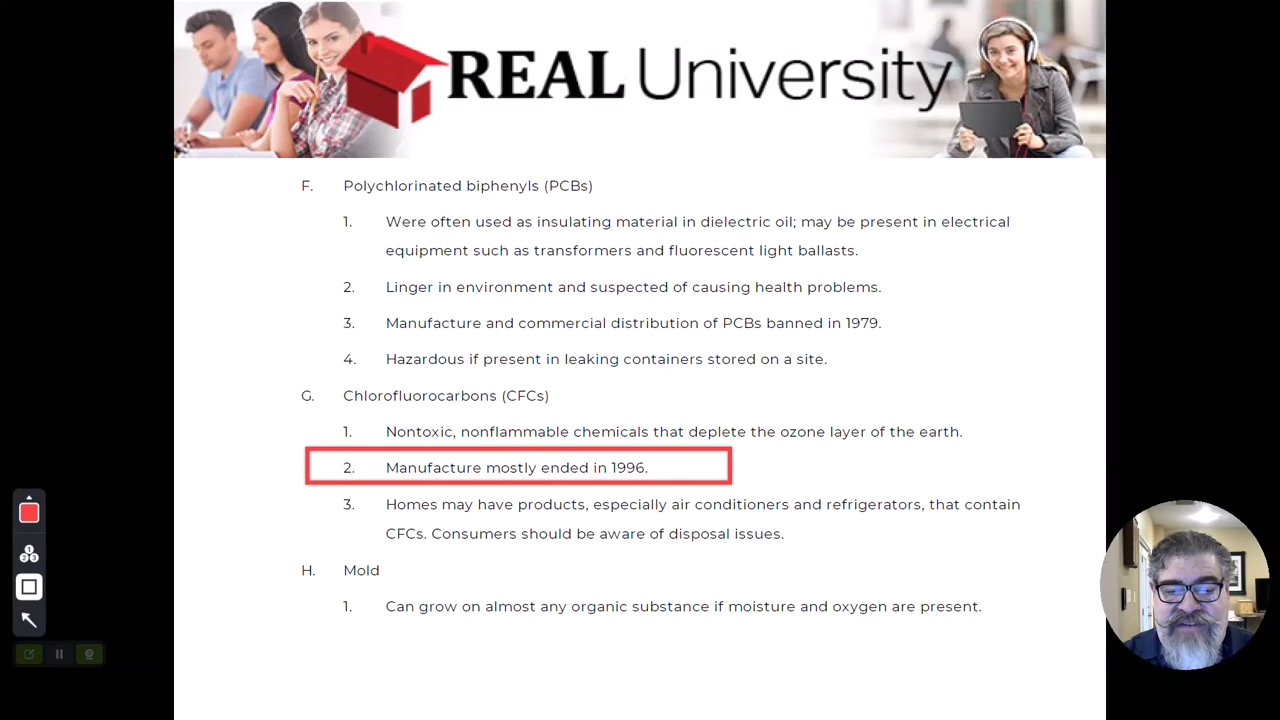 REAL University
F. Polychlorinated biphenyls (PCBs)
1. Were often used as insulating material in dielectric oil; may be present in electrical
equipment such as transformers and fluorescent light ballasts.
2. Linger in environment and suspected of causing health problems.
3. Manufacture and commercial distribution of PCBs banned in 1979.
4. Hazardous if present in leaking containers stored on a site.
G. Chlorofluorocarbons (CFCs)
1. Nontoxic, nonflammable chemicals that deplete the ozone layer of the earth.
2. Manufacture mostly ended in 1996.
3. Homes may have products, especially air conditioners and refrigerators, that contain
CFCs. Consumers should be aware of disposal issues.
H. Mold
1. Can grow on almost any organic substance if moisture and oxygen are present.